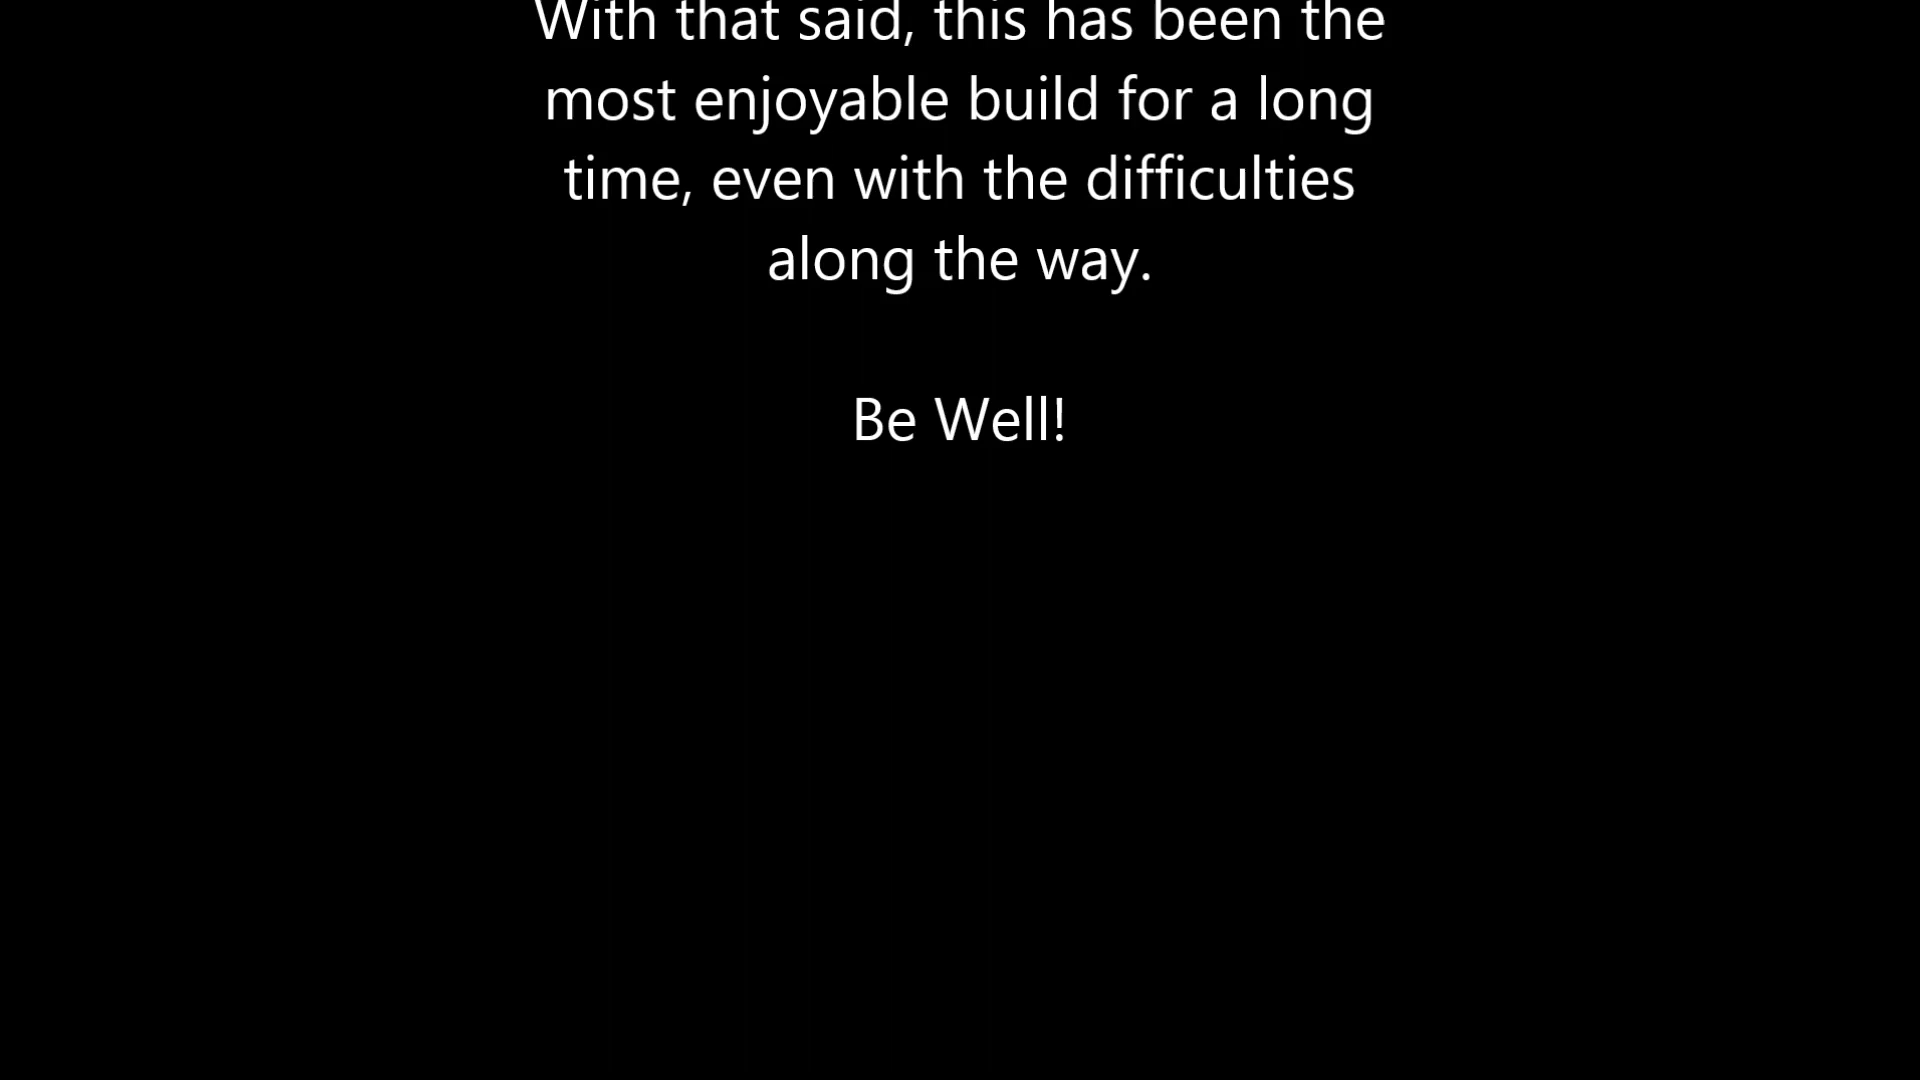 With that said, this has been the
most enjoyable build for a long
time, even with the difficulties
along the way.
Be Well!